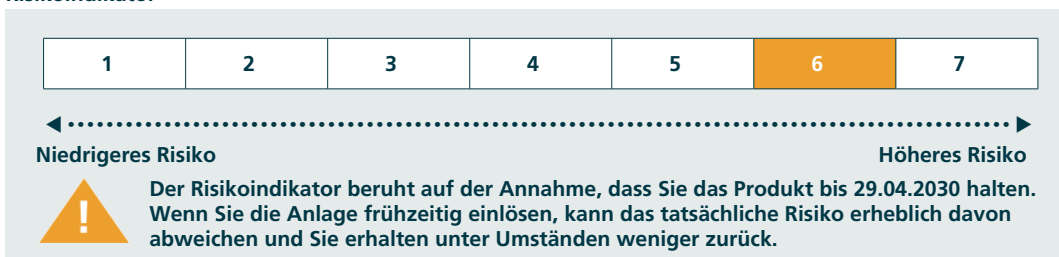 1 2 3 4 5 6 7
Niedrigeres Risiko Höheres Risiko
Der Risikoindikator beruht auf der Annahme, dass Sie das Produkt bis 29.04.2030 halten.
Wenn Sie die Anlage frühzeitig einlösen, kann das tatsächliche Risiko erheblich davon
abweichen und Sie erhalten unter Umständen weniger zurück.